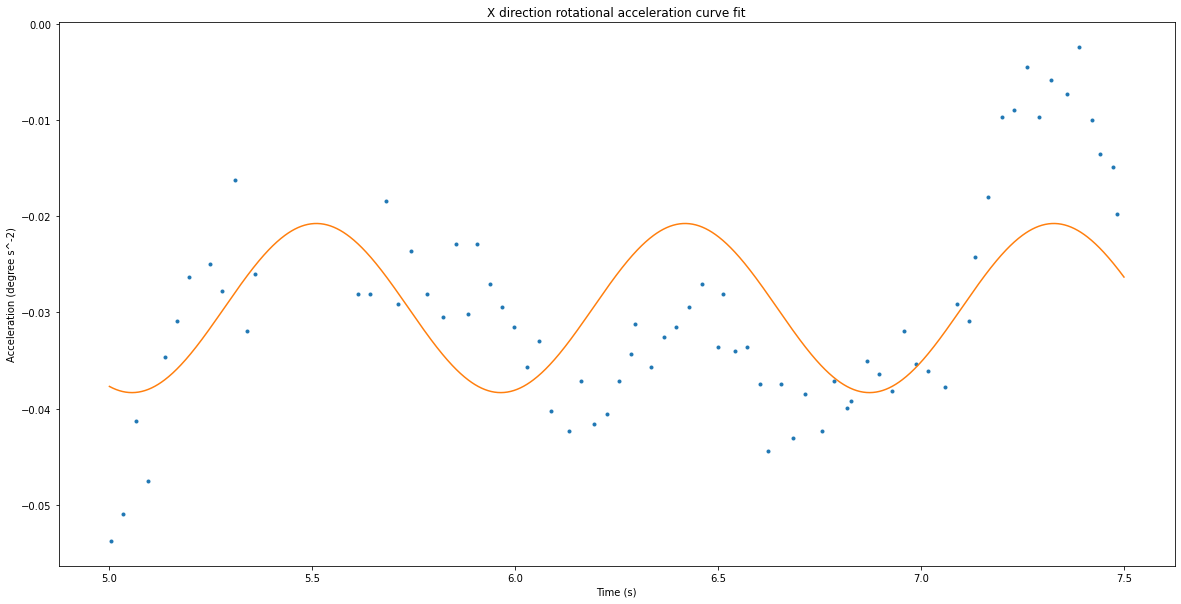 X direction rotational acceleration curve fit
0.00
−0.01
−0.02
−0.03
−0.04
−0.05
Acceleration (degree s^-2)
5.0 5.5 6.0 6.5 7.0 7.5
Time (s)